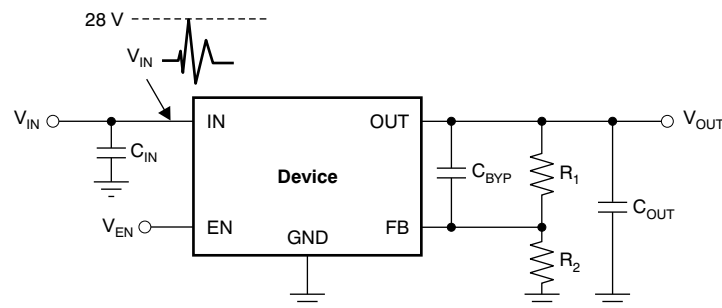 28 V
V_IN
V_IN
IN
OUT
V_OUT
C_IN
Device
C_BYP
R_1
C_OUT
V_EN
EN
GND
FB
R_2